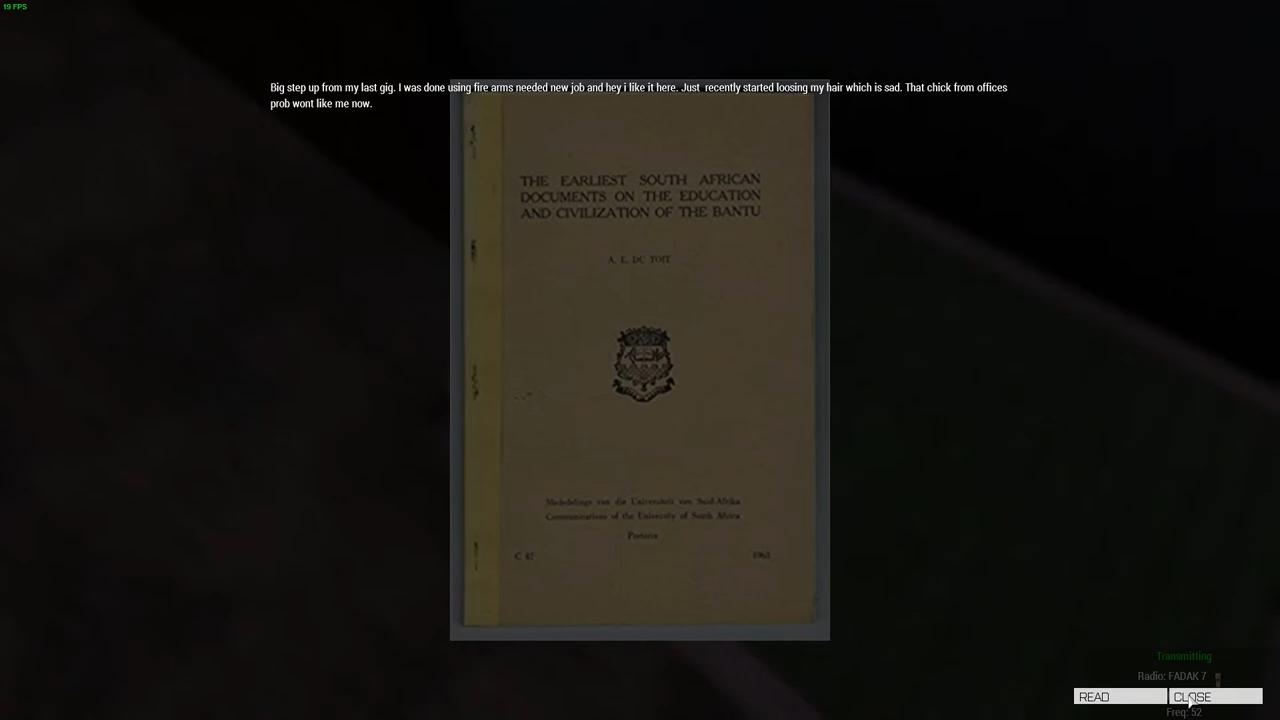 19 FPS
Big step up from my last gig. I was done using fire arms needed new job and hey i like it here. Just recently started loosing my hair which is sad. That chick from offices
prob wont like me now.
THE EARLIEST SOUTH AFRICAN
DOCUMENTS ON THE EDUCATION
AND CIVILIZATION OF THE BANTU
A. E. DU TOIT
Mededelings van die Universiteit van Suid-Afrika
Communications of the University of South Africa
Pretoria
C 47
1963
Transmitting
Radio: FADAK 7
READ
CLOSE
Freq: 52